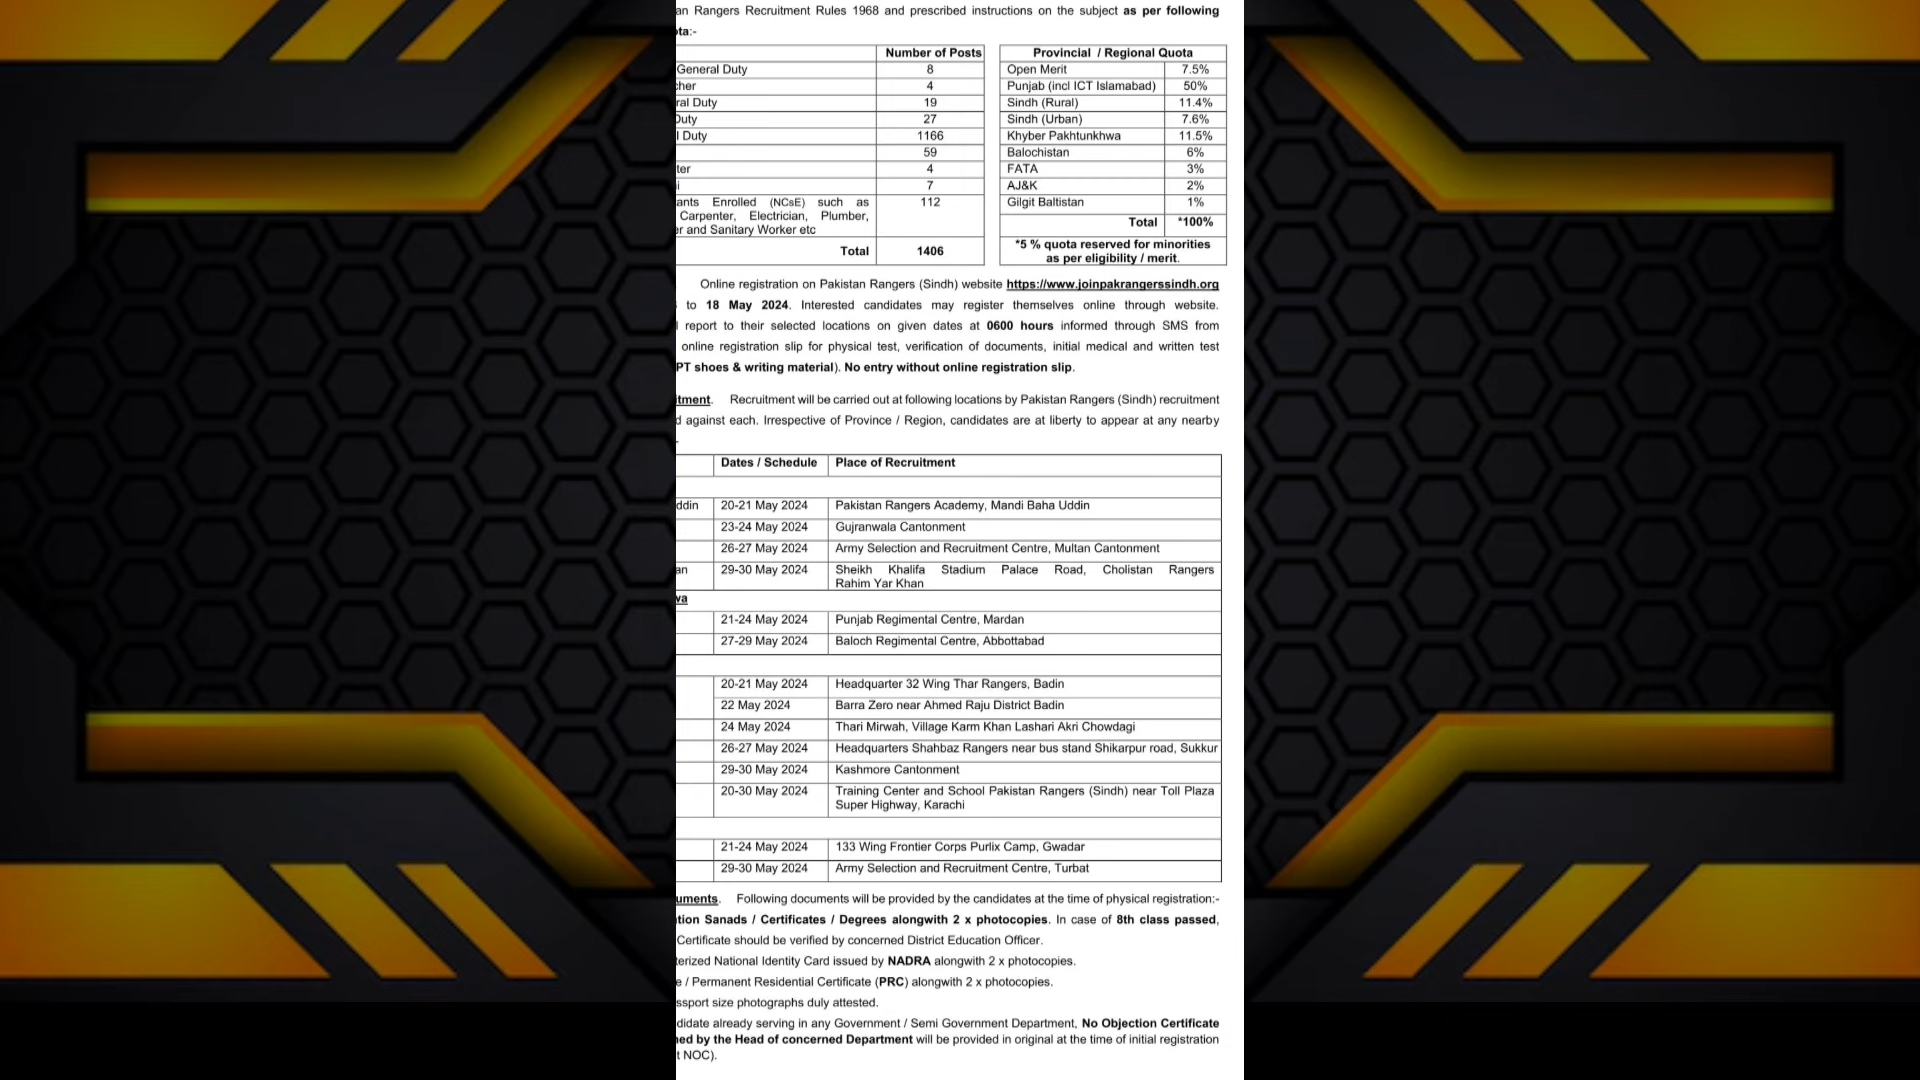 an Rangers Recruitment Rules 1968 and prescribed instructions on the subject as per following
ota:-
Number of Posts
General Duty 8
cher 4
ral Duty 19
Duty 27
l Duty 1166
59
ter 4
i 7
ants Enrolled (NCsE) such as 112
Carpenter, Electrician, Plumber,
er and Sanitary Worker etc
Total 1406
Provincial / Regional Quota
Open Merit 7.5%
Punjab (incl ICT Islamabad) 50%
Sindh (Rural) 11.4%
Sindh (Urban) 7.6%
Khyber Pakhtunkhwa 11.5%
Balochistan 6%
FATA 3%
AJ&K 2%
Gilgit Baltistan 1%
Total *100%
*5 % quota reserved for minorities
as per eligibility / merit.
Online registration on Pakistan Rangers (Sindh) website https://www.joinpakrangerssindh.org
to 18 May 2024. Interested candidates may register themselves online through website.
l report to their selected locations on given dates at 0600 hours informed through SMS from
online registration slip for physical test, verification of documents, initial medical and written test
PT shoes & writing material). No entry without online registration slip.
itment. Recruitment will be carried out at following locations by Pakistan Rangers (Sindh) recruitment
d against each. Irrespective of Province / Region, candidates are at liberty to appear at any nearby
-
Dates / Schedule Place of Recruitment
ddin 20-21 May 2024 Pakistan Rangers Academy, Mandi Baha Uddin
23-24 May 2024 Gujranwala Cantonment
26-27 May 2024 Army Selection and Recruitment Centre, Multan Cantonment
an 29-30 May 2024 Sheikh Khalifa Stadium Palace Road, Cholistan Rangers
Rahim Yar Khan
wa
21-24 May 2024 Punjab Regimental Centre, Mardan
27-29 May 2024 Baloch Regimental Centre, Abbottabad
20-21 May 2024 Headquarter 32 Wing Thar Rangers, Badin
22 May 2024 Barra Zero near Ahmed Raju District Badin
24 May 2024 Thari Mirwah, Village Karm Khan Lashari Akri Chowdagi
26-27 May 2024 Headquarters Shahbaz Rangers near bus stand Shikarpur road, Sukkur
29-30 May 2024 Kashmore Cantonment
20-30 May 2024 Training Center and School Pakistan Rangers (Sindh) near Toll Plaza
Super Highway, Karachi
21-24 May 2024 133 Wing Frontier Corps Purlix Camp, Gwadar
29-30 May 2024 Army Selection and Recruitment Centre, Turbat
uments. Following documents will be provided by the candidates at the time of physical registration:-
tion Sanads / Certificates / Degrees alongwith 2 x photocopies. In case of 8th class passed,
Certificate should be verified by concerned District Education Officer.
terized National Identity Card issued by NADRA alongwith 2 x photocopies.
e / Permanent Residential Certificate (PRC) alongwith 2 x photocopies.
ssport size photographs duly attested.
didate already serving in any Government / Semi Government Department, No Objection Certificate
ned by the Head of concerned Department will be provided in original at the time of initial registration
t NOC).